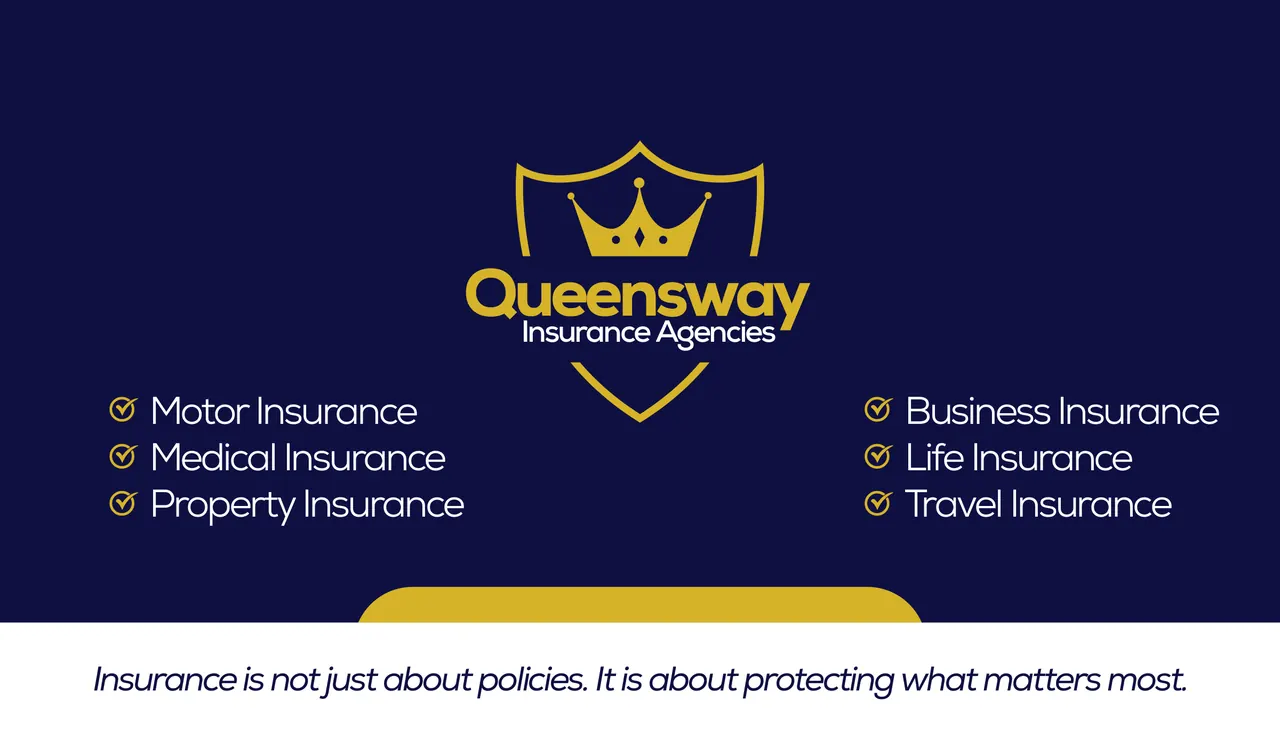 Queensway
Insurance Agencies
Motor Insurance
Medical Insurance
Property Insurance
Business Insurance
Life Insurance
Travel Insurance
Insurance is not just about policies. It is about protecting what matters most.